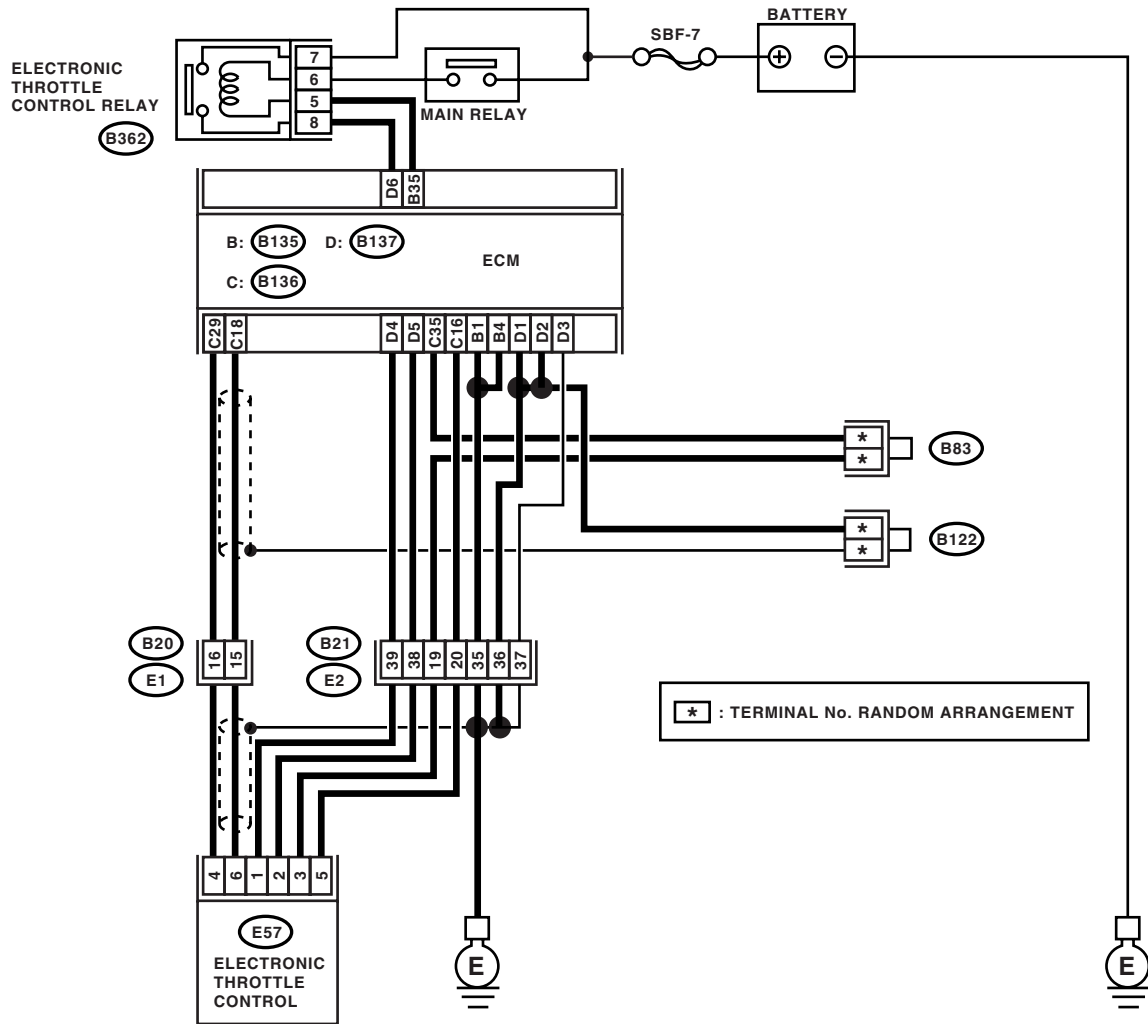 BATTERY
SBF-7
ELECTRONIC
THROTTLE
CONTROL RELAY
B362
7
6
5
8
MAIN RELAY
D6
B35
B: B135 D: B137
C: B136
ECM
C29
C18
D4
D5
C35
C16
B1
B4
D1
D2
D3
*
*
B83
*
*
B122
B20
E1
16
15
B21
E2
39
38
19
20
35
36
37
* : TERMINAL No. RANDOM ARRANGEMENT
4
6
1
2
3
5
E57
ELECTRONIC
THROTTLE
CONTROL
E
E